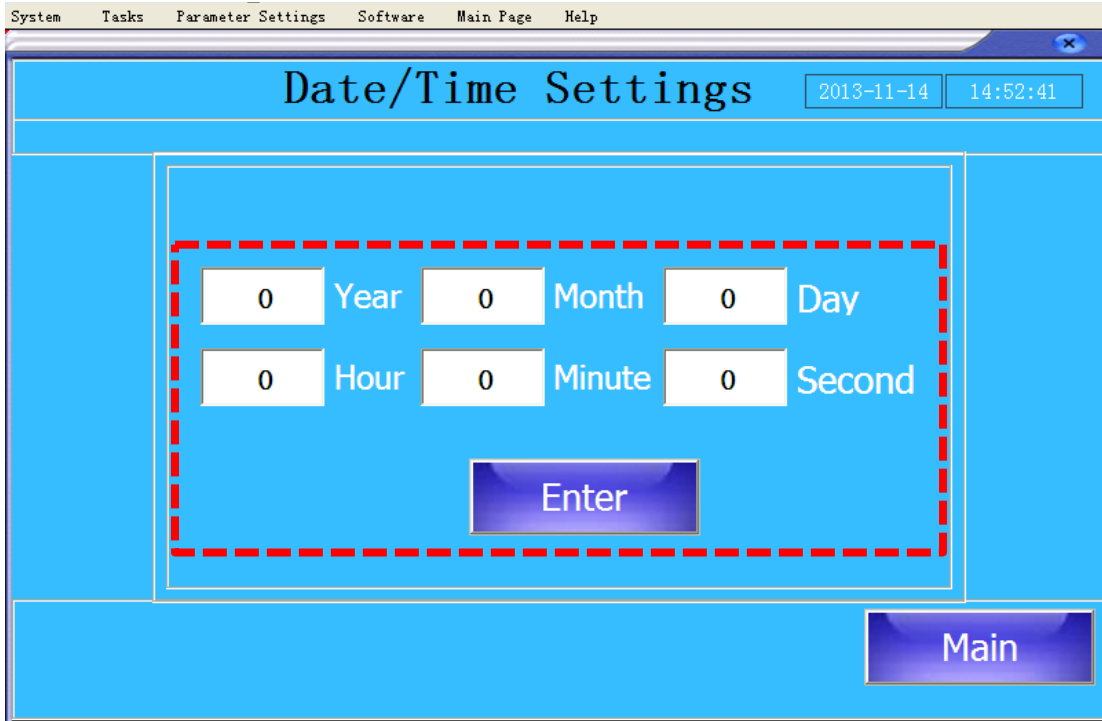 System Tasks Parameter Settings Software Main Page Help
Date/Time Settings 2013-11-14 14:52:41
0 Year 0 Month 0 Day
0 Hour 0 Minute 0 Second
Enter
Main